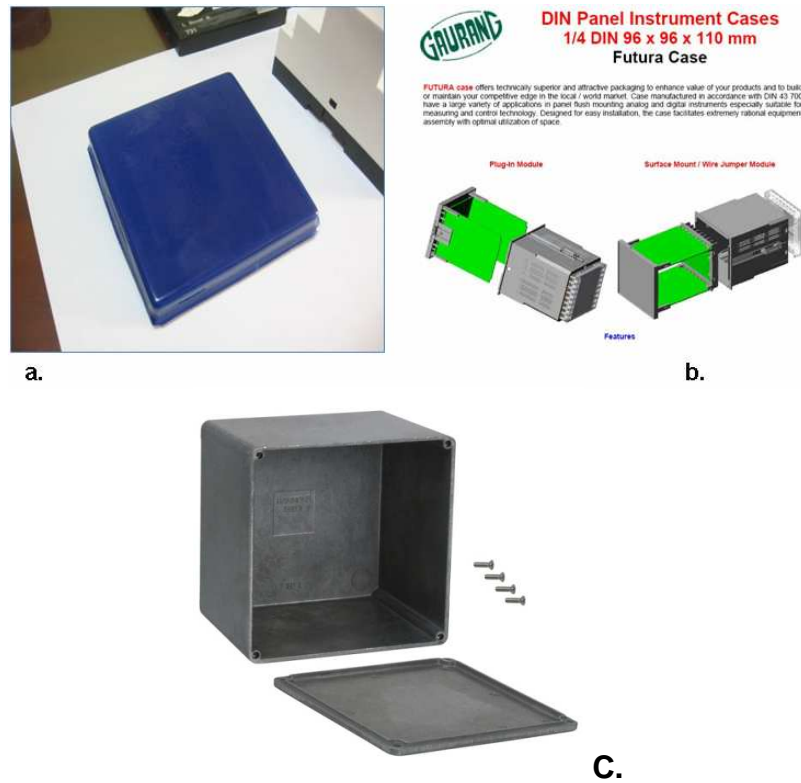 GAURANG
DIN Panel Instrument Cases
1/4 DIN 96 x 96 x 110 mm
Futura Case
FUTURA case offers technically superior and attractive packaging to enhance value of your products and to build
or maintain your competitive edge in the local / world market. Case manufactured in accordance with DIN 43 700
have a large variety of applications in panel flush mounting analog and digital instruments especially suitable for
measuring and control technology. Designed for easy installation, the case facilitates extremely rational equipment
assembly with optimal utilization of space.
Plug-In Module
Surface Mount / Wire Jumper Module
Features
a.
b.
C.